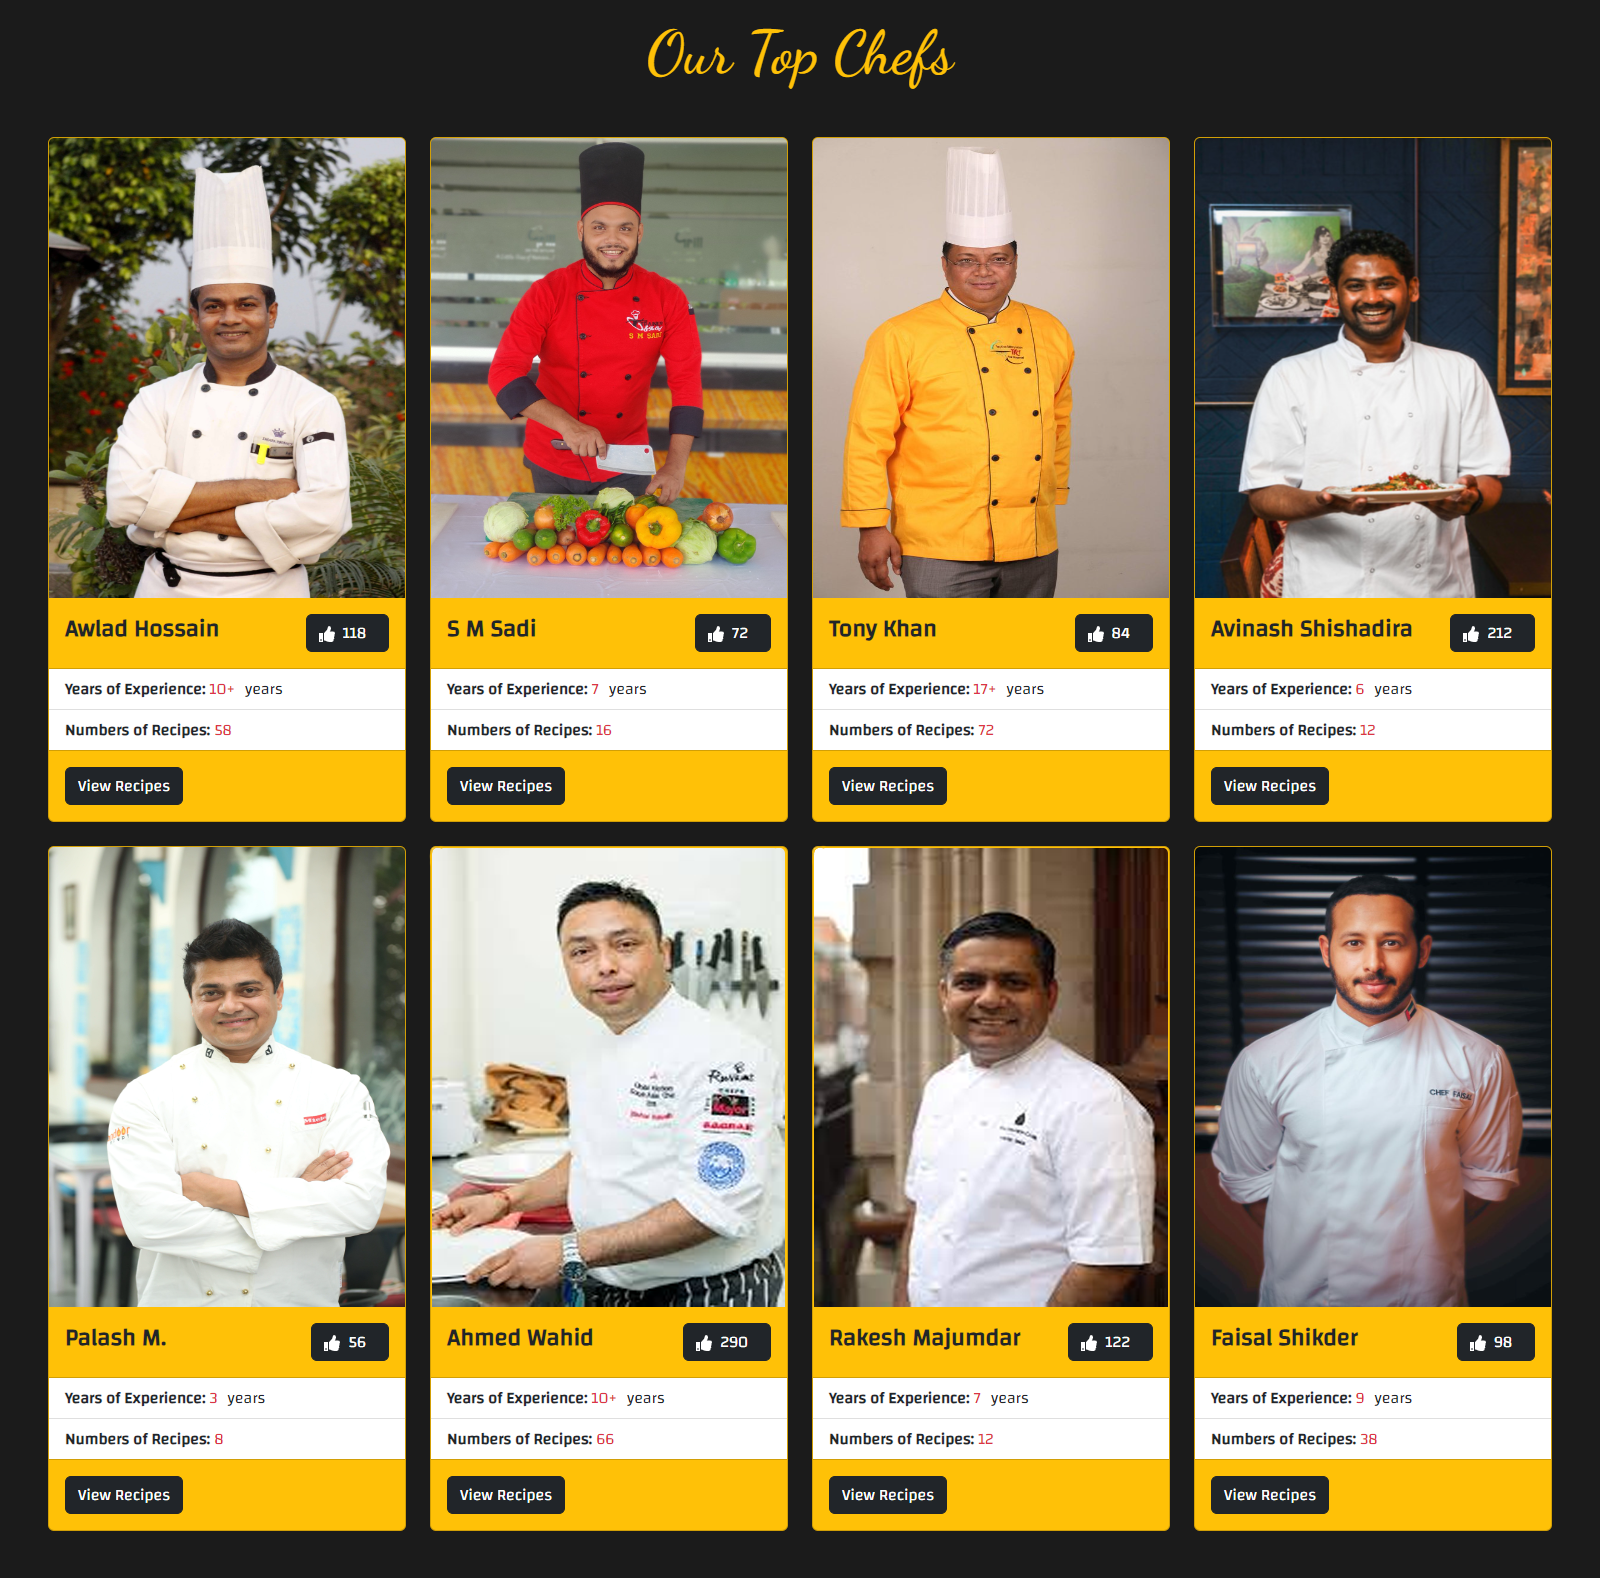 Our Top Chefs
S M SADI
Awlad Hossain
118
S M Sadi
72
Tony Khan
84
Avinash Shishadira
212
Years of Experience: 10+ years
Years of Experience: 7 years
Years of Experience: 17+ years
Years of Experience: 6 years
Numbers of Recipes: 58
Numbers of Recipes: 16
Numbers of Recipes: 72
Numbers of Recipes: 12
View Recipes
View Recipes
View Recipes
View Recipes
Mayor
CHEF FAISAL
Palash M.
56
Ahmed Wahid
290
Rakesh Majumdar
122
Faisal Shikder
98
Years of Experience: 3 years
Years of Experience: 10+ years
Years of Experience: 7 years
Years of Experience: 9 years
Numbers of Recipes: 8
Numbers of Recipes: 66
Numbers of Recipes: 12
Numbers of Recipes: 38
View Recipes
View Recipes
View Recipes
View Recipes